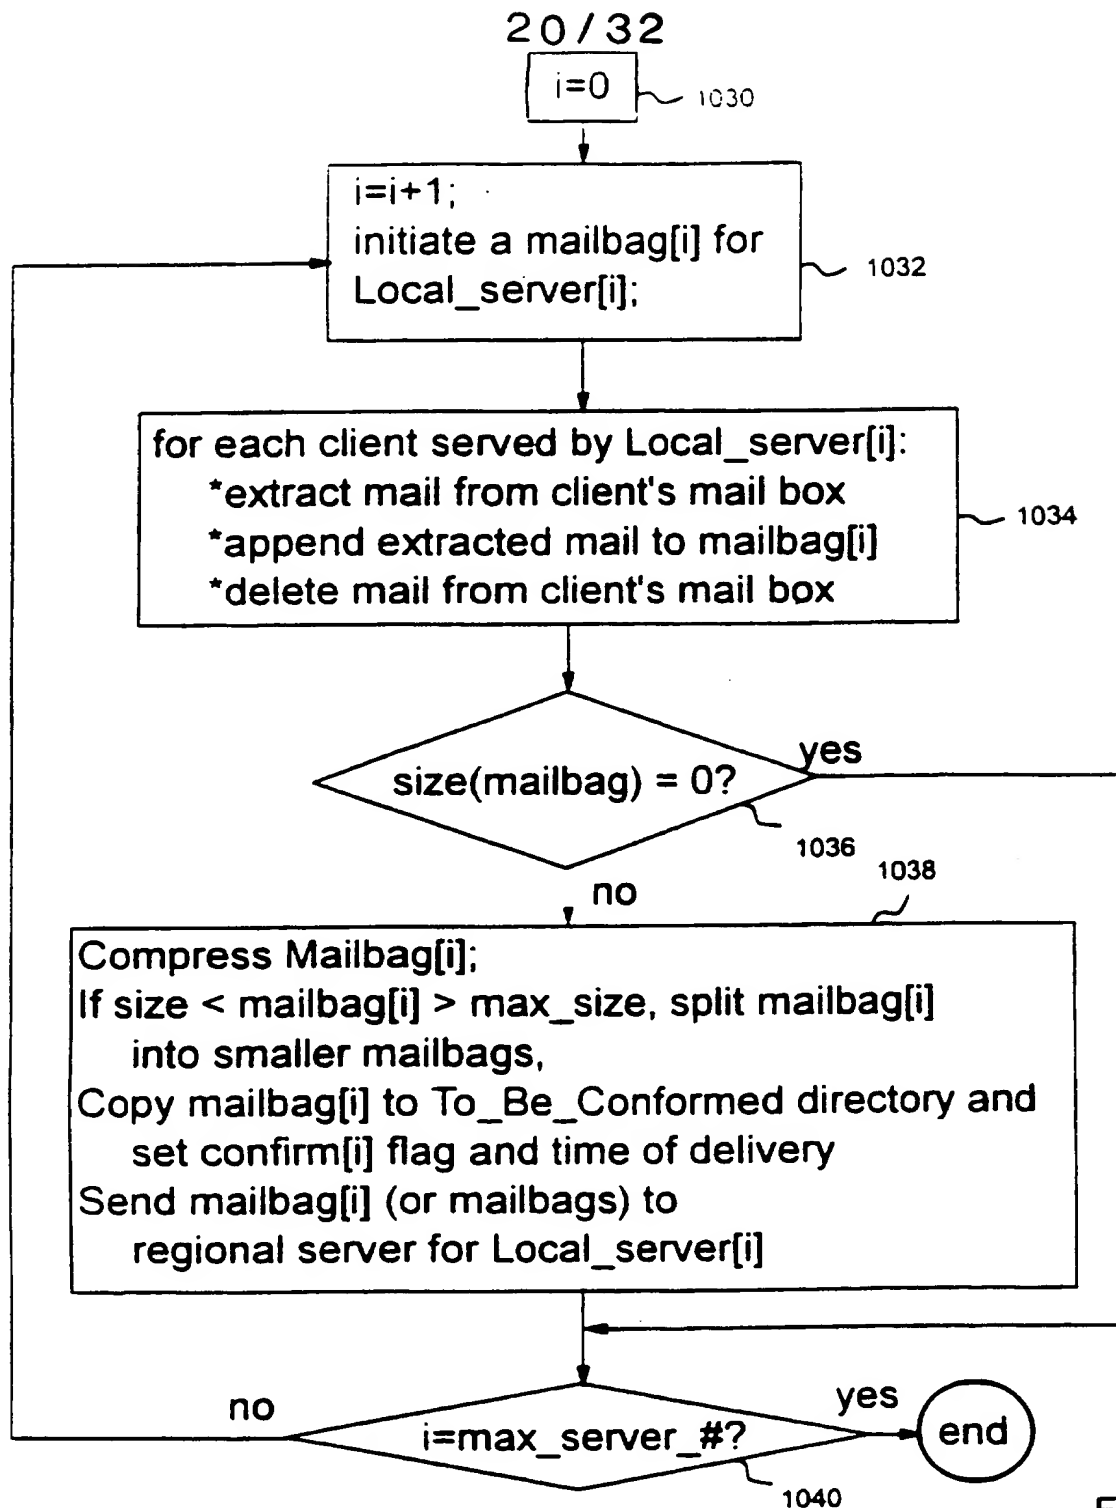 20/32
i=0
1030
i=i+1;
initiate a mailbag[i] for
Local_server[i];
1032
for each client served by Local_server[i]:
*extract mail from client's mail box
*append extracted mail to mailbag[i]
*delete mail from client's mail box
1034
yes
size(mailbag) = 0?
1036
no
1038
Compress Mailbag[i];
If size < mailbag[i] > max_size, split mailbag[i]
into smaller mailbags,
Copy mailbag[i] to To_Be_Conformed directory and
set confirm[i] flag and time of delivery
Send mailbag[i] (or mailbags) to
regional server for Local_server[i]
no
yes
i=max_server_#?
end
1040